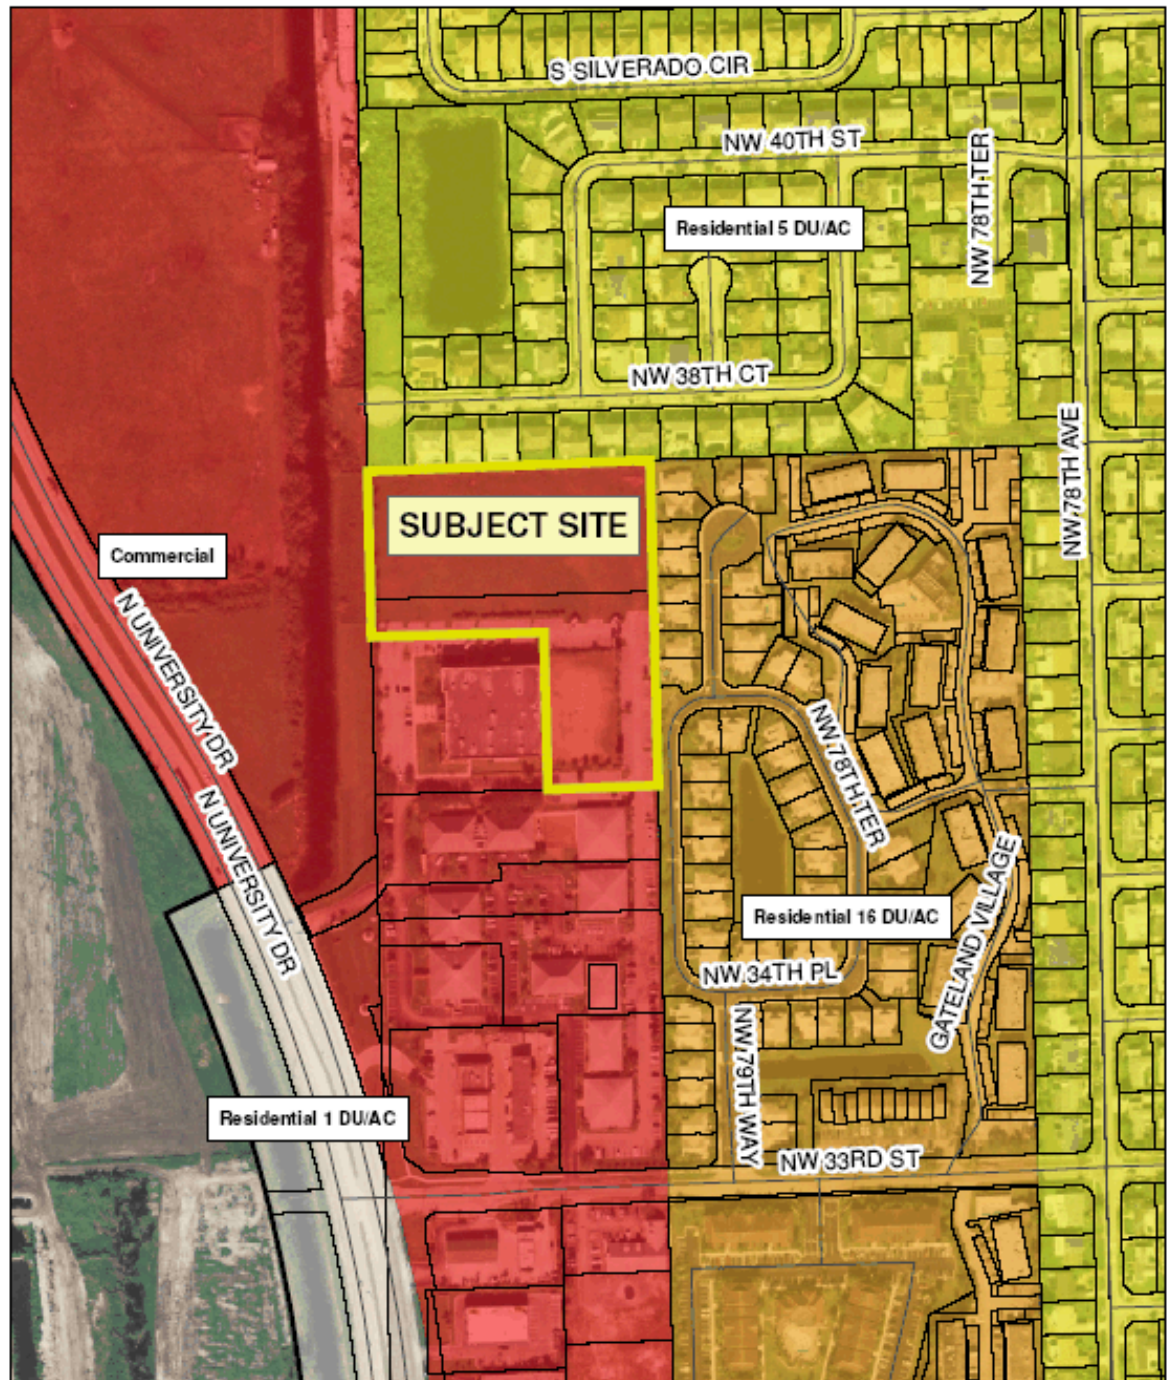 S SILVERADO CIR
NW 40TH ST
NW 78TH TER
Residential 5 DU/AC
NW 38TH CT
NW 78TH AVE
SUBJECT SITE
Commercial
N UNIVERSITY DR
NW 78TH TER
N UNIVERSITY DR
GATELAND VILLAGE
Residential 16 DU/AC
NW 34TH PL
NW 79TH WAY
Residential 1 DU/AC
NW 33RD ST